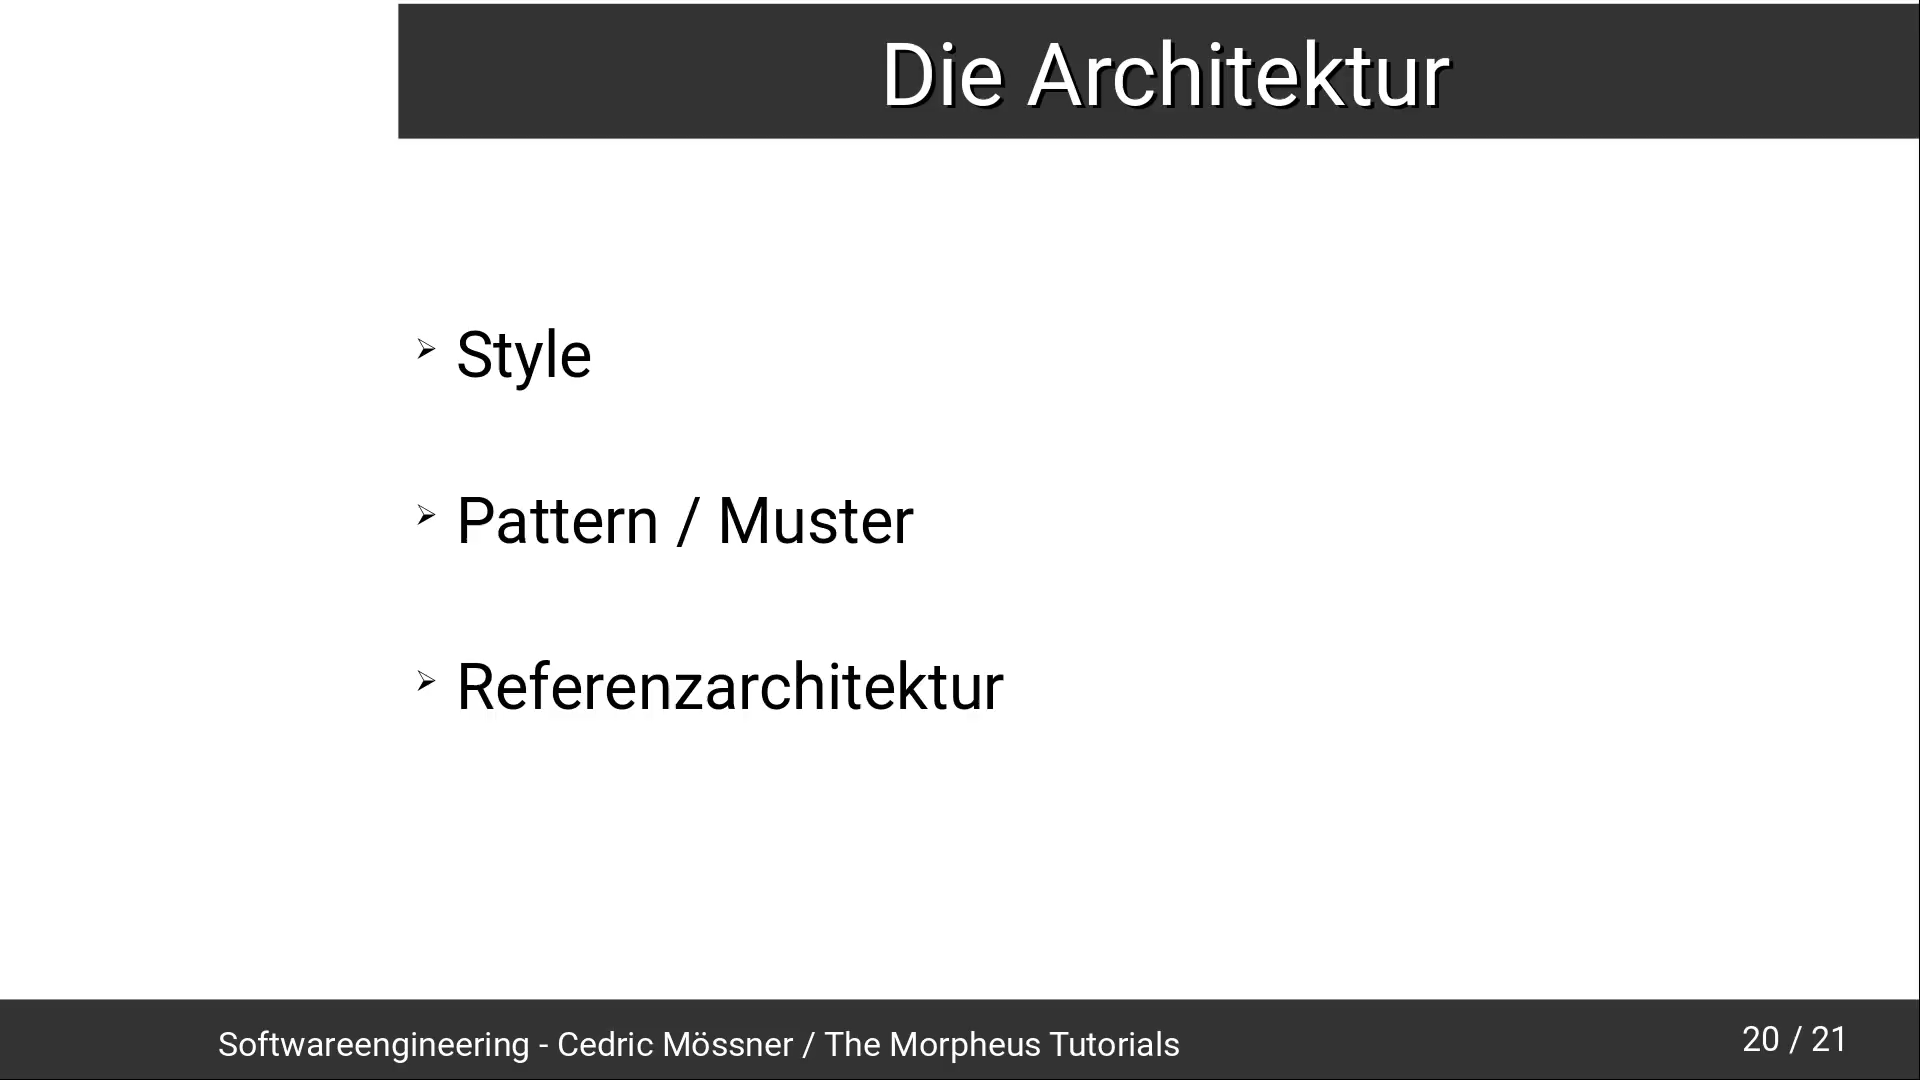 Die Architektur
➢ Style
➢ Pattern / Muster
➢ Referenzarchitektur
Softwareengineering - Cedric Mössner / The Morpheus Tutorials
20 / 21